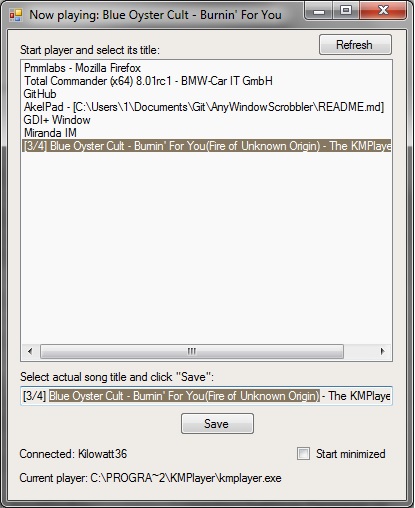 Now playing: Blue Oyster Cult - Burnin' For You
Start player and select its title:
Refresh
Pmmlabs - Mozilla Firefox
Total Commander (x64) 8.01rc1 - BMW-Car IT GmbH
GitHub
AkelPad - [C:\Users\1\Documents\Git\AnyWindowScrobbler\README.md]
GDI+ Window
Miranda IM
[3/4] Blue Oyster Cult - Burnin' For You(Fire of Unknown Origin) - The KMPlaye
Select actual song title and click "Save":
[3/4] Blue Oyster Cult - Burnin' For You(Fire of Unknown Origin) - The KMPlaye
Save
Connected: Kilowatt36
Start minimized
Current player: C:\PROGRA~2\KMPlayer\kmplayer.exe